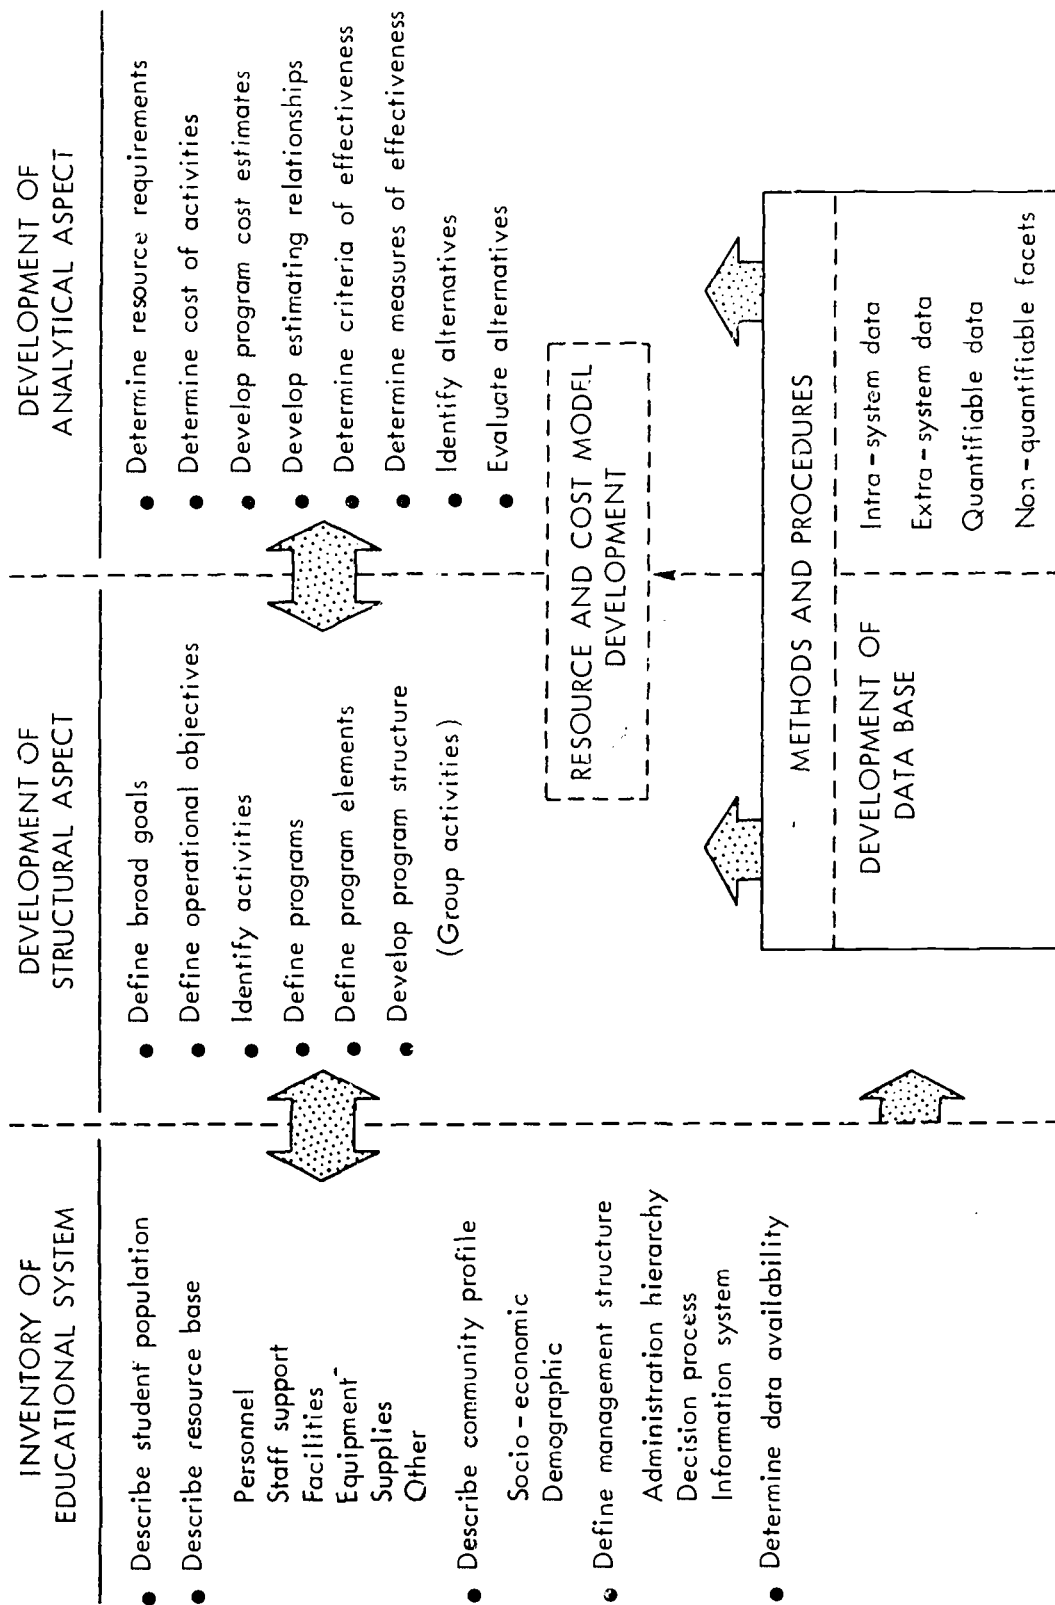 INVENTORY OF
EDUCATIONAL SYSTEM
● Describe student population
● Describe resource base
Personnel
Staff support
Facilities
Equipment
Supplies
Other
● Describe community profile
Socio-economic
Demographic
● Define management structure
Administration hierarchy
Decision process
Information system
● Determine data availability
DEVELOPMENT OF
STRUCTURAL ASPECT
● Define broad goals
● Define operational objectives
● Identify activities
● Define programs
● Define program elements
● Develop program structure
(Group activities)
DEVELOPMENT OF
ANALYTICAL ASPECT
● Determine resource requirements
● Determine cost of activities
● Develop program cost estimates
● Develop estimating relationships
● Determine criteria of effectiveness
● Determine measures of effectiveness
● Identify alternatives
● Evaluate alternatives
RESOURCE AND COST MODEL
DEVELOPMENT
METHODS AND PROCEDURES
DEVELOPMENT OF
DATA BASE
Intra-system data
Extra-system data
Quantifiable data
Non-quantifiable facets